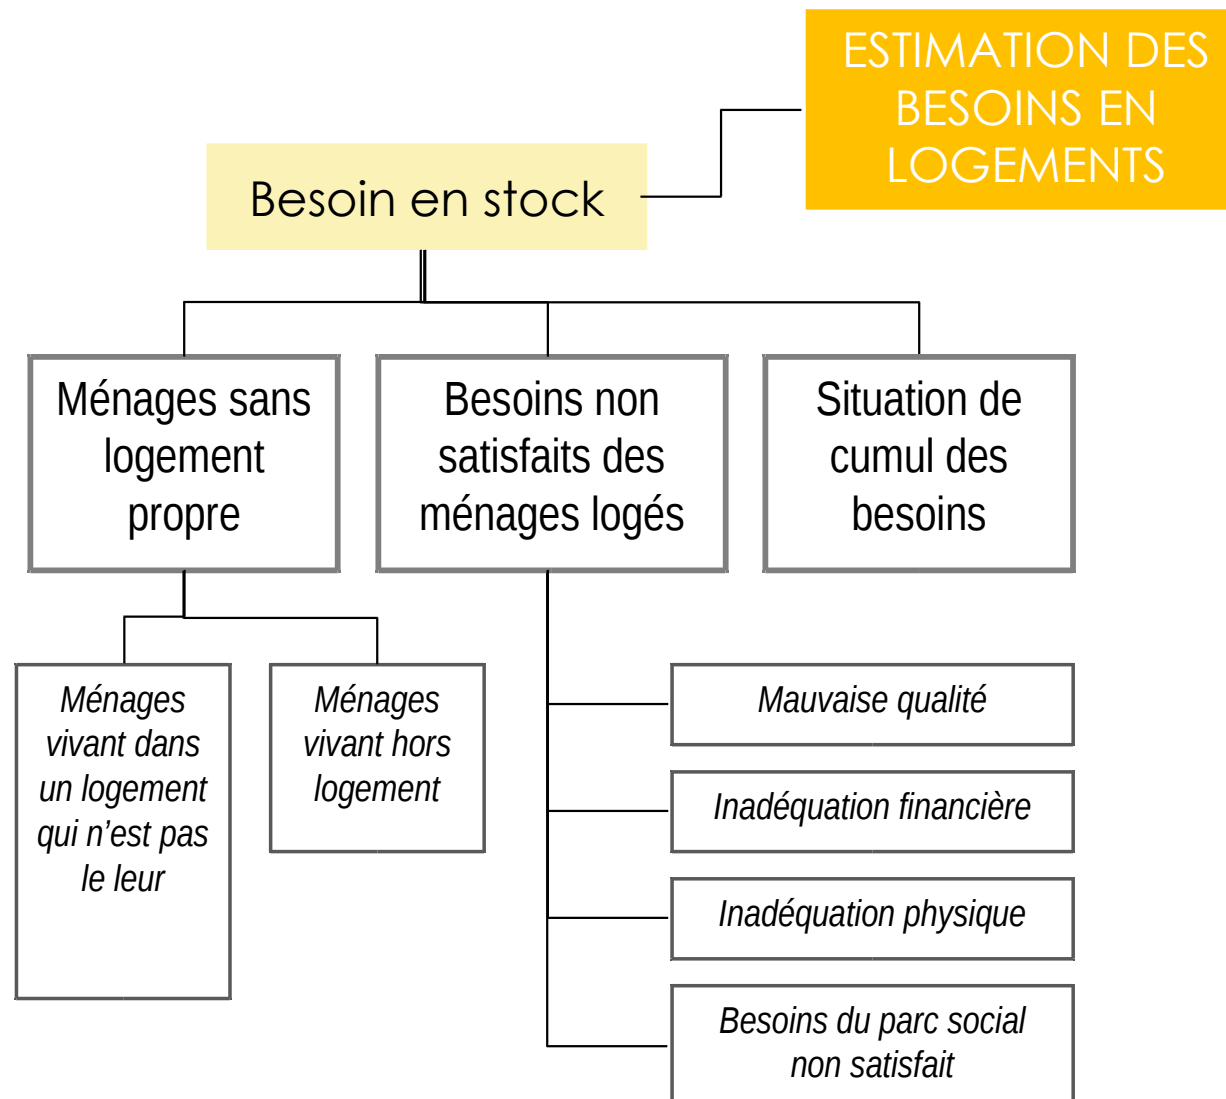 ESTIMATION DES
BESOINS EN
LOGEMENTS
Besoin en stock
Ménages sans
logement
propre
Besoins non
satisfaits des
ménages logés
Situation de
cumul des
besoins
Ménages
vivant dans
un logement
qui n’est pas
le leur
Ménages
vivant hors
logement
Mauvaise qualité
Inadéquation financière
Inadéquation physique
Besoins du parc social
non satisfait